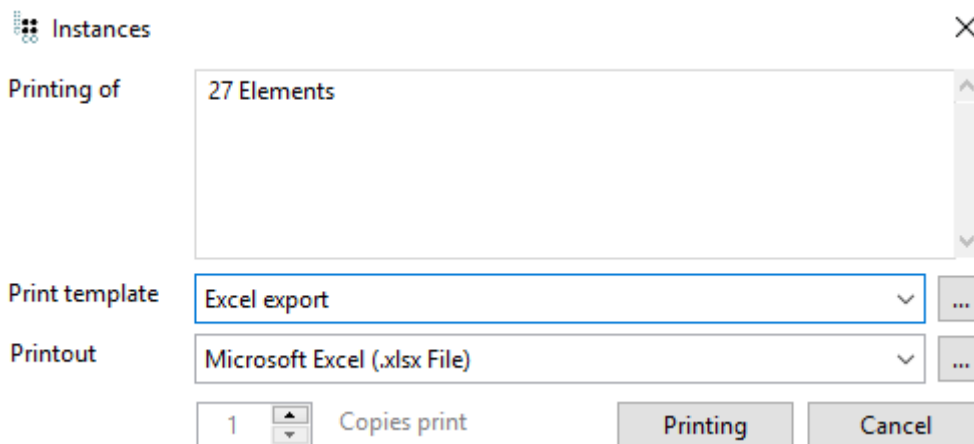 Instances
Printing of
27 Elements
Print template
Excel export
...
Printout
Microsoft Excel (.xlsx File)
...
1
Copies print
Printing
Cancel